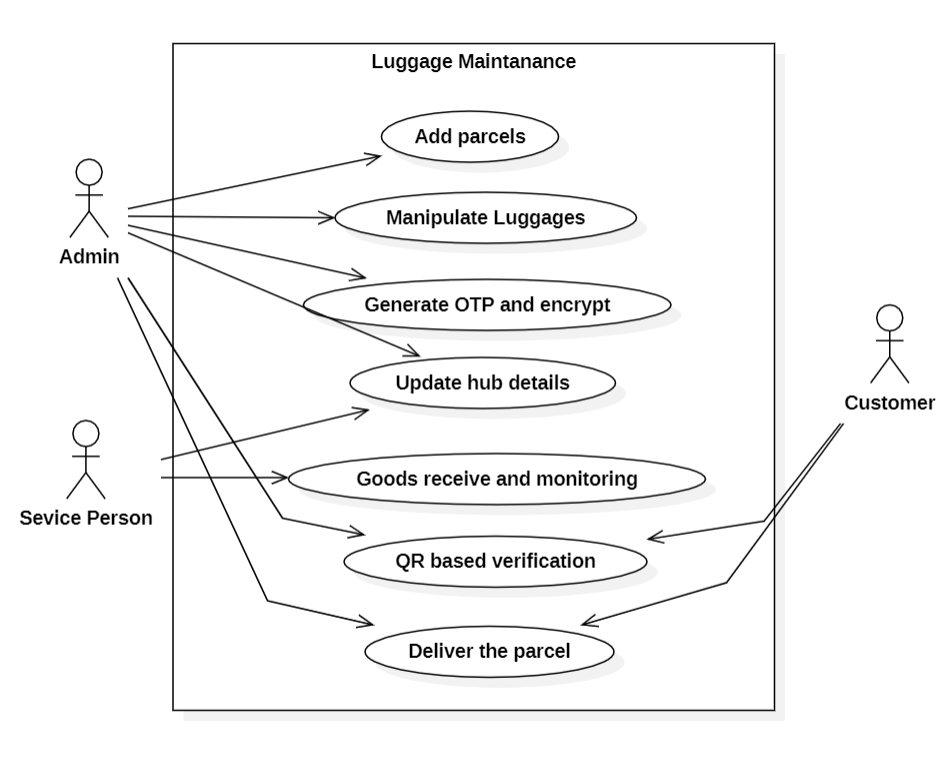 Luggage Maintanance
Add parcels
Manipulate Luggages
Admin
Generate OTP and encrypt
Update hub details
Customer
Goods receive and monitoring
Sevice Person
QR based verification
Deliver the parcel